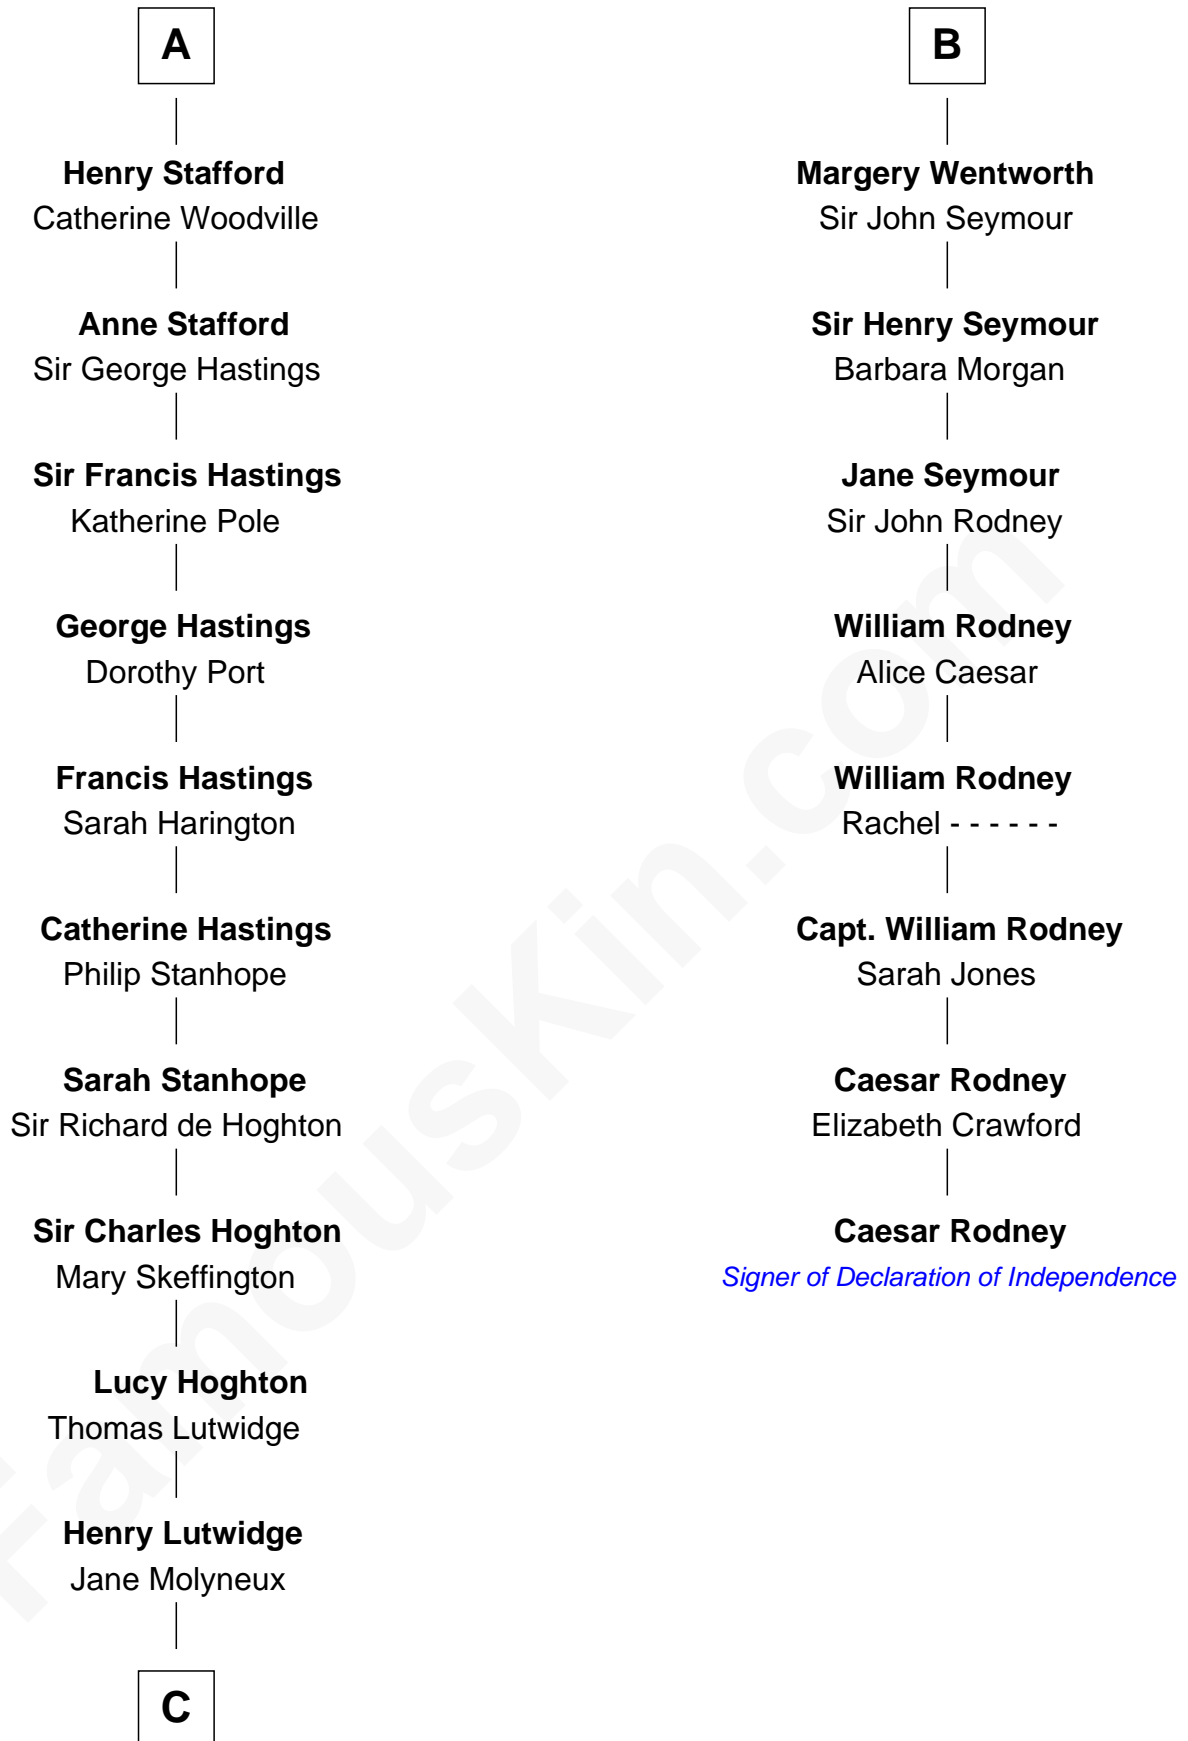 A
Henry Stafford
Catherine Woodville
Anne Stafford
Sir George Hastings
Sir Francis Hastings
Katherine Pole
George Hastings
Dorothy Port
Francis Hastings
Sarah Harington
Catherine Hastings
Philip Stanhope
Sarah Stanhope
Sir Richard de Hoghton
Sir Charles Hoghton
Mary Skeffington
Lucy Hoghton
Thomas Lutwidge
Henry Lutwidge
Jane Molyneux
C
B
Margery Wentworth
Sir John Seymour
Sir Henry Seymour
Barbara Morgan
Jane Seymour
Sir John Rodney
William Rodney
Alice Caesar
William Rodney
Rachel - - - - - -
Capt. William Rodney
Sarah Jones
Caesar Rodney
Elizabeth Crawford
Caesar Rodney
Signer of Declaration of Independence
FamousKin.com